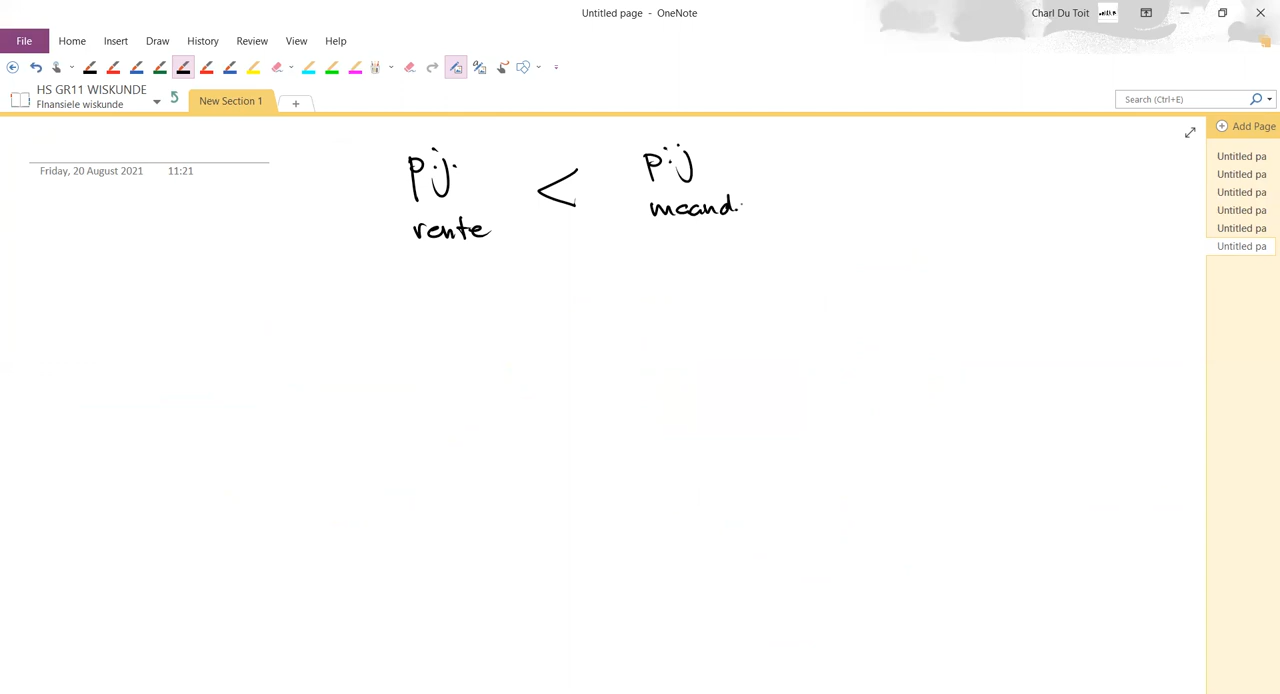 Untitled page - OneNote
Charl Du Toit
File Home Insert Draw History Review View Help
HS GR11 WISKUNDE
FInansiele wiskunde
New Section 1
Search (Ctrl+E)
Add Page
Untitled pa
Untitled pa
Untitled pa
Untitled pa
Untitled pa
Untitled pa
Friday, 20 August 2021 11:21
p.j. < p.j
rente maand.